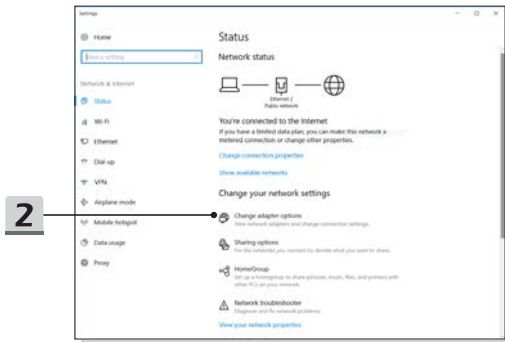 Settings
Home
Find a setting
Network & Internet
Status
Wi-Fi
Ethernet
Dial-up
VPN
Airplane mode
Mobile hotspot
Data usage
Proxy
Status
Network status
Ethernet 2
Public network
You're connected to the Internet
If you have a limited data plan, you can make this network a
metered connection or change other properties.
Change connection properties
Show available networks
Change your network settings
2
Change adapter options
View network adapters and change connection settings.
Sharing options
For the networks you connect to, decide what you want to share.
HomeGroup
Set up a homegroup to share pictures, music, files, and printers with
other PCs on your network.
Network troubleshooter
Diagnose and fix network problems.
View your network properties